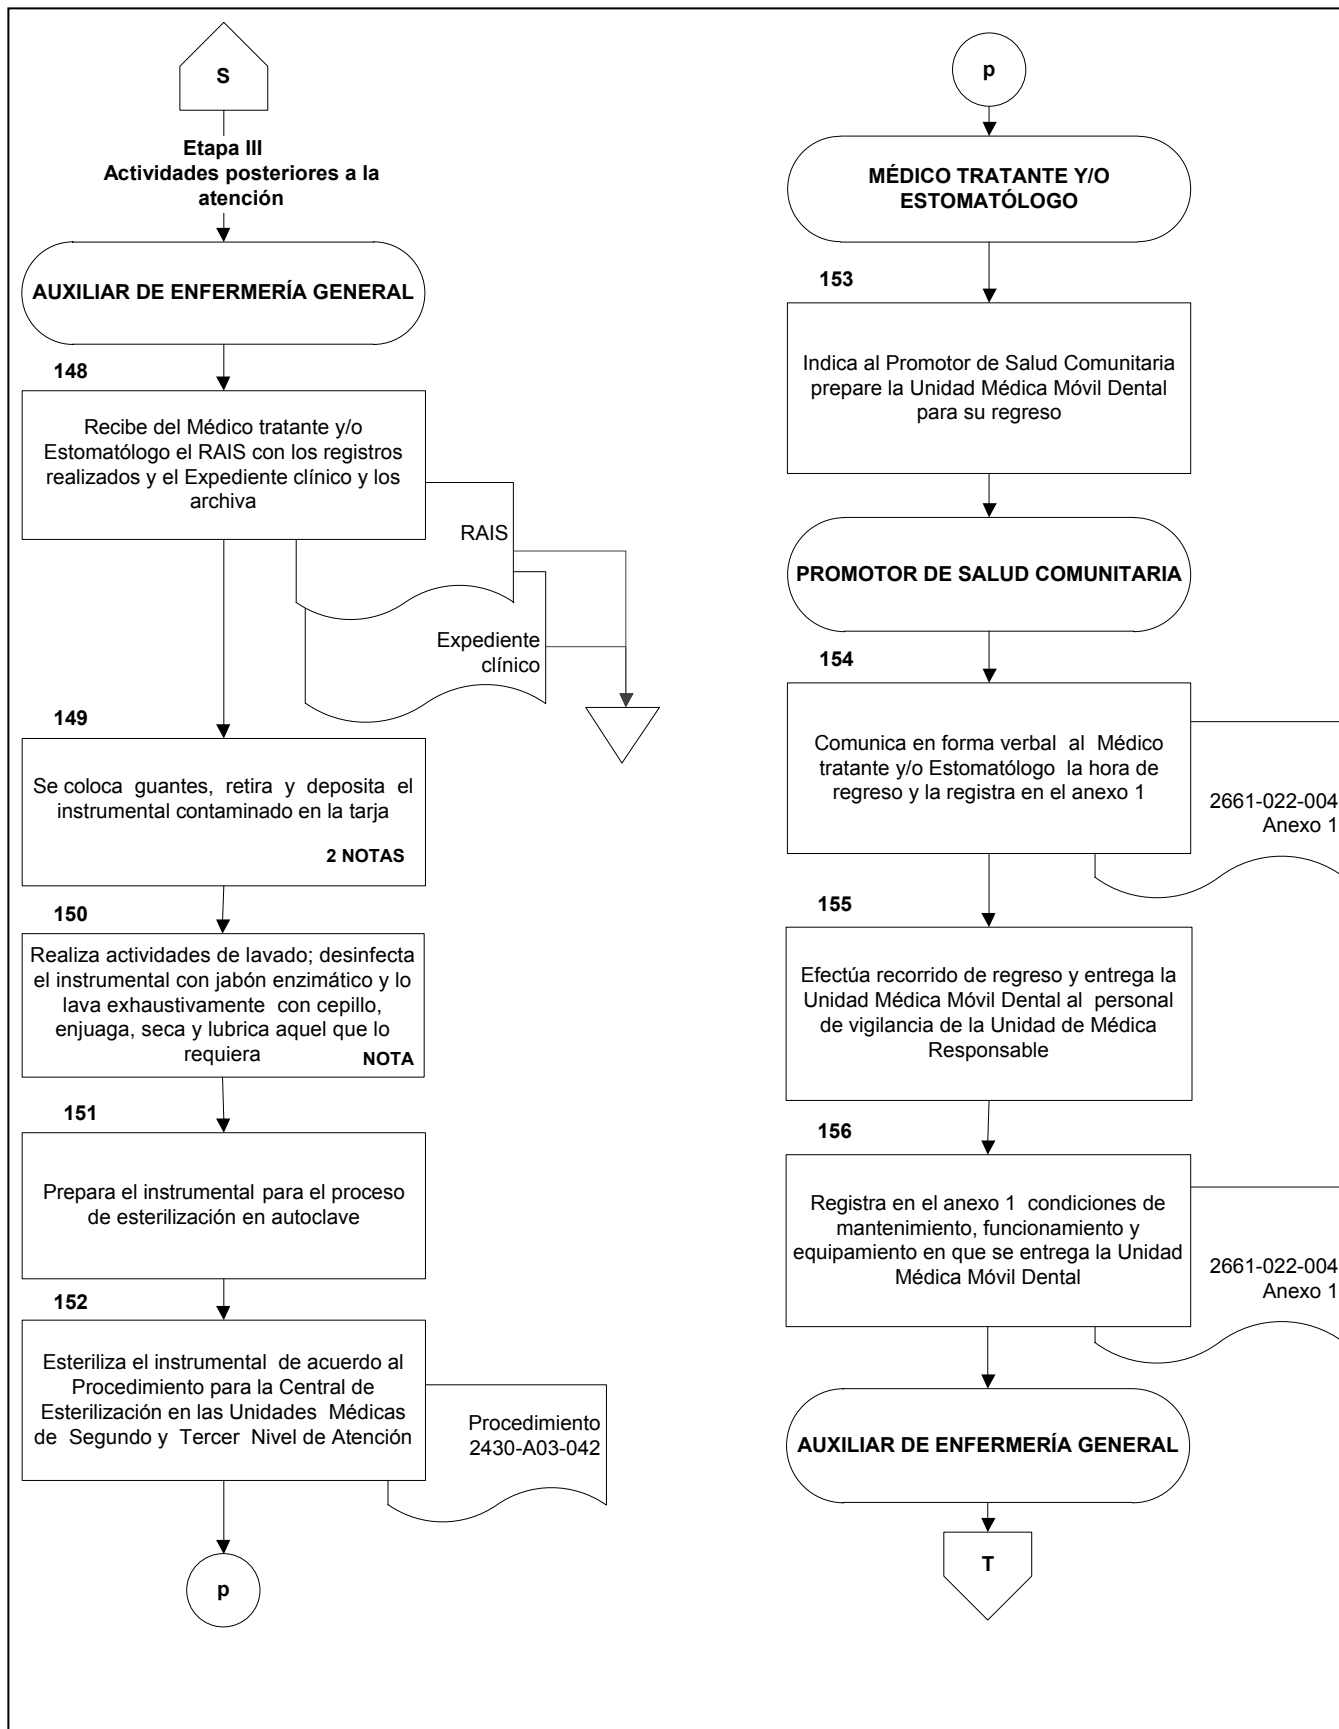 S
Etapa III
Actividades posteriores a la
atención
AUXILIAR DE ENFERMERÍA GENERAL
148
Recibe del Médico tratante y/o
Estomatólogo el RAIS con los registros
realizados y el Expediente clínico y los
archiva
RAIS
Expediente
clínico
149
Se coloca guantes, retira y deposita el
instrumental contaminado en la tarja
2 NOTAS
150
Realiza actividades de lavado; desinfecta
el instrumental con jabón enzimático y lo
lava exhaustivamente con cepillo,
enjuaga, seca y lubrica aquel que lo
requiera NOTA
151
Prepara el instrumental para el proceso
de esterilización en autoclave
152
Esteriliza el instrumental de acuerdo al
Procedimiento para la Central de
Esterilización en las Unidades Médicas
de Segundo y Tercer Nivel de Atención
Procedimiento
2430-A03-042
p
p
MÉDICO TRATANTE Y/O
ESTOMATÓLOGO
153
Indica al Promotor de Salud Comunitaria
prepare la Unidad Médica Móvil Dental
para su regreso
PROMOTOR DE SALUD COMUNITARIA
154
Comunica en forma verbal al Médico
tratante y/o Estomatólogo la hora de
regreso y la registra en el anexo 1
2661-022-004
Anexo 1
155
Efectúa recorrido de regreso y entrega la
Unidad Médica Móvil Dental al personal
de vigilancia de la Unidad de Médica
Responsable
156
Registra en el anexo 1 condiciones de
mantenimiento, funcionamiento y
equipamiento en que se entrega la Unidad
Médica Móvil Dental
2661-022-004
Anexo 1
AUXILIAR DE ENFERMERÍA GENERAL
T